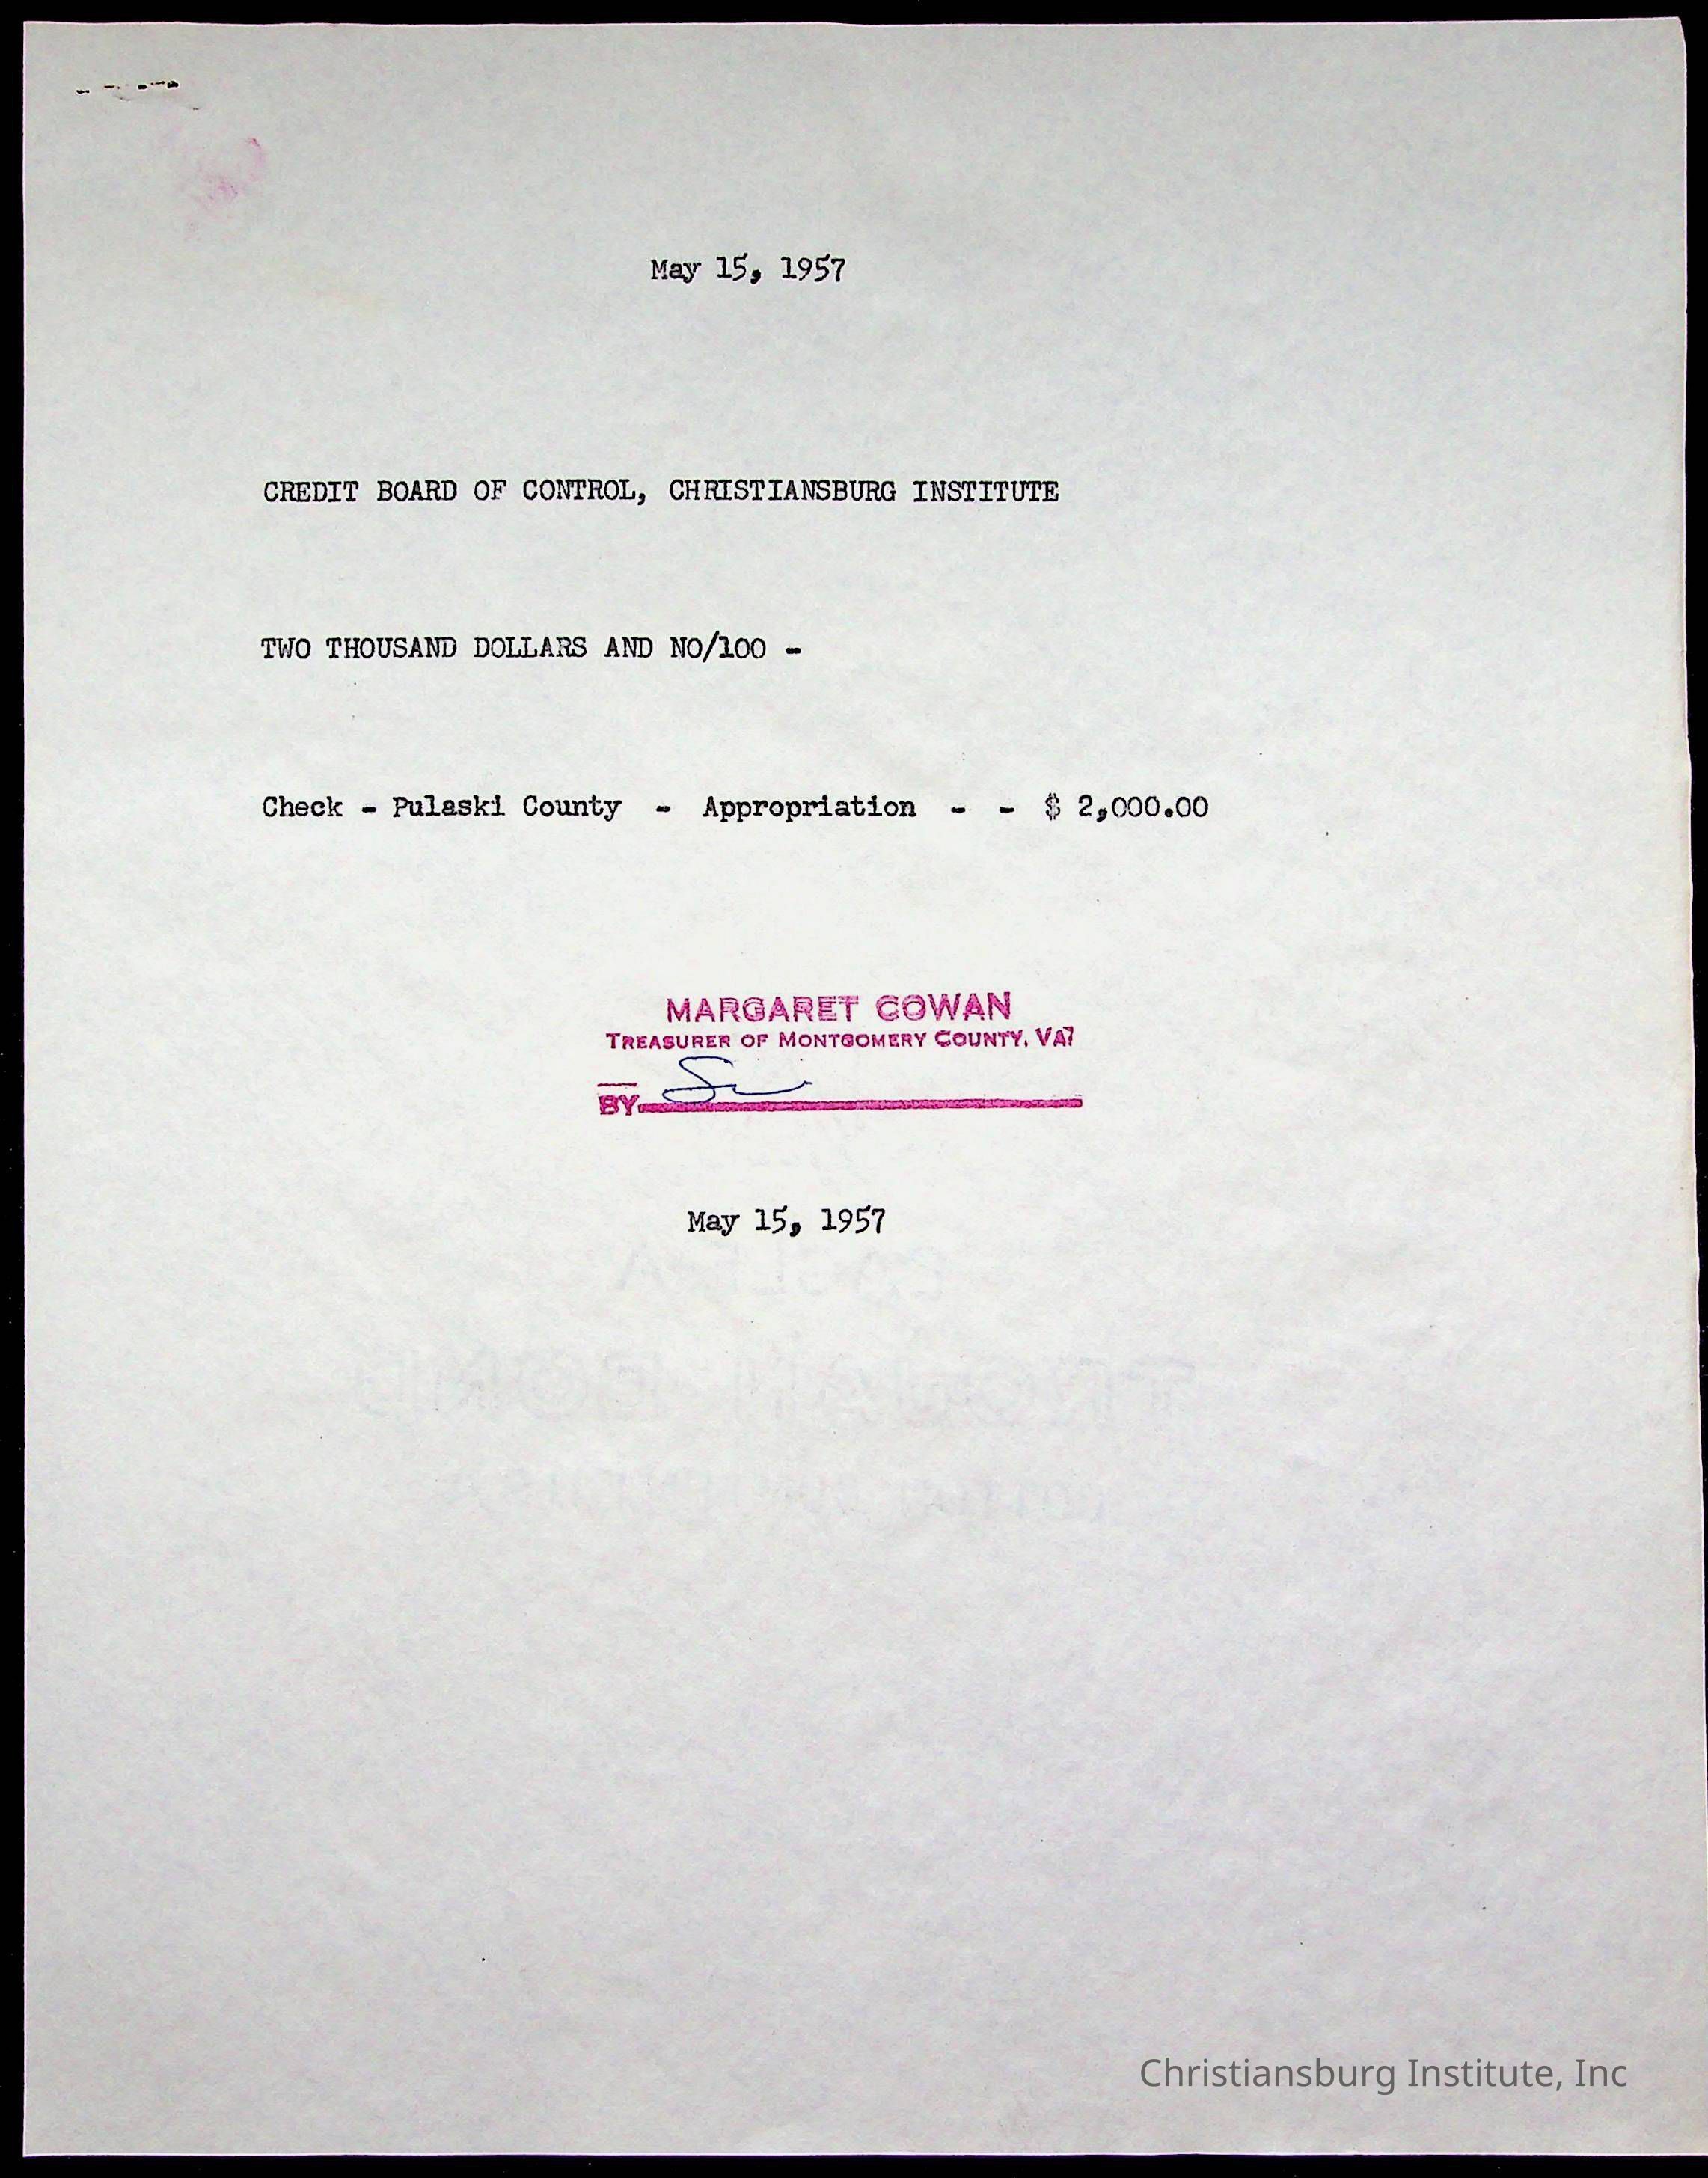 May 15, 1957
CREDIT BOARD OF CONTROL, CHRISTIANSBURG INSTITUTE
TWO THOUSAND DOLLARS AND NO/100 -
Check - Pulaski County - Appropriation - - $ 2,000.00
MARGARET COWAN
TREASURER OF MONTGOMERY COUNTY, VA.
BY
May 15, 1957
Christiansburg Institute, Inc